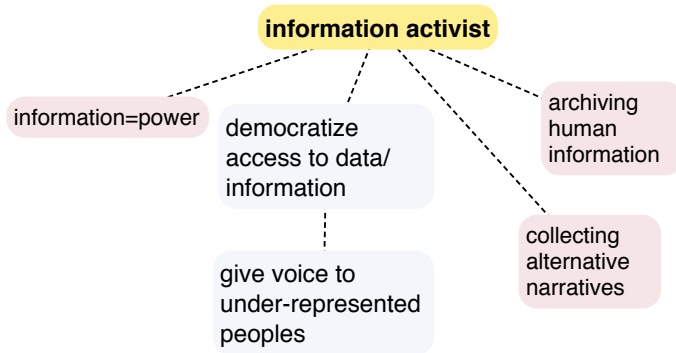 information activist
information=power
democratize
access to data/
information
give voice to
under-represented
peoples
collecting
alternative
narratives
archiving
human
information